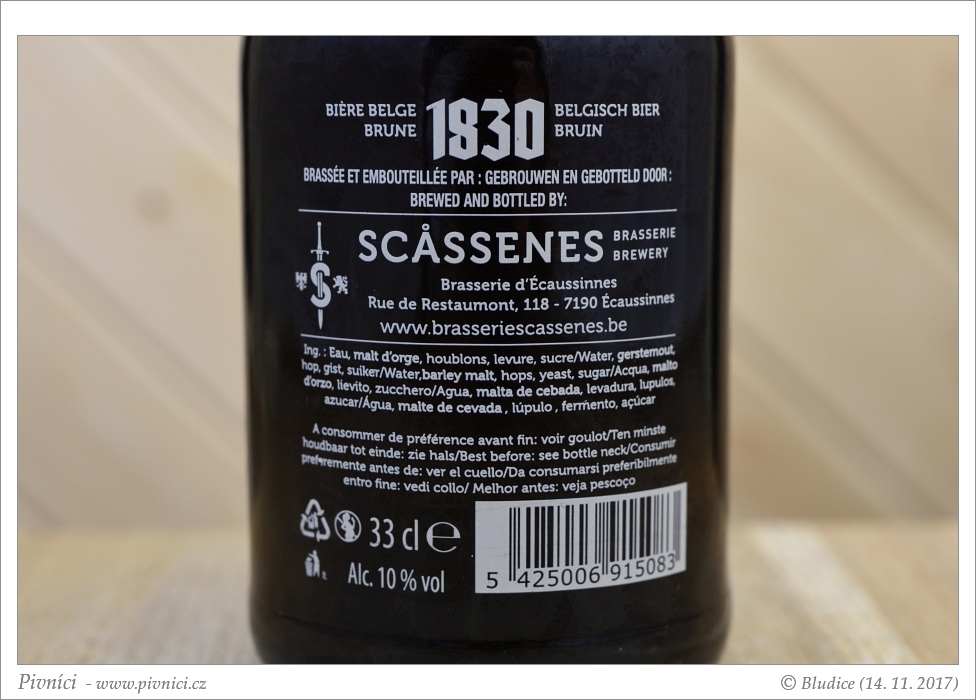 BIÈRE BELGE 1830 BELGISCH BIER
BRUNE BRUIN
BRASSÉE ET EMBOUTEILLÉE PAR : GEBROUWEN EN GEBOTTELD DOOR :
BREWED AND BOTTLED BY:
SCÅSSENES BRASSERIE
BREWERY
Brasserie d'Écaussinnes
Rue de Restaumont, 118 - 7190 Écaussinnes
www.brasseriescassenes.be
Ing. : Eau, malt d'orge, houblons, levure, sucre/Water, gerstemout,
hop, gist, suiker/Water,barley malt, hops, yeast, sugar/Acqua, malto
d'orzo, lievito, zucchero/Agua, malta de cebada, levadura, lupulos,
azucar/Água, malte de cevada , lúpulo , fermento, açúcar
A consommer de préférence avant fin: voir goulot/Ten minste
houdbaar tot einde: zie hals/Best before: see bottle neck/Consumir
preferemente antes de: ver el cuello/Da consumarsi preferibilmente
entro fine: vedi collo/ Melhor antes: veja pescoço
33 cl e
Alc. 10 % vol
5 425006 915083
Pivníci - www.pivnici.cz
© Bludice (14. 11. 2017)